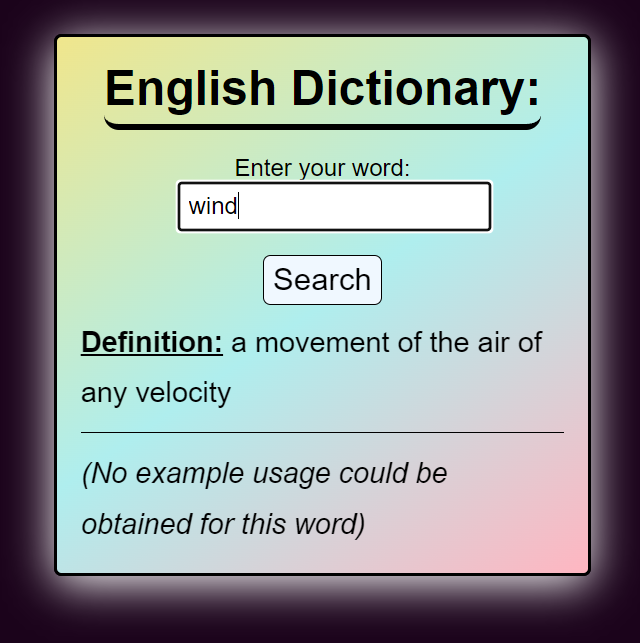 English Dictionary:
Enter your word:
wind
Search
Definition: a movement of the air of
any velocity
(No example usage could be
obtained for this word)